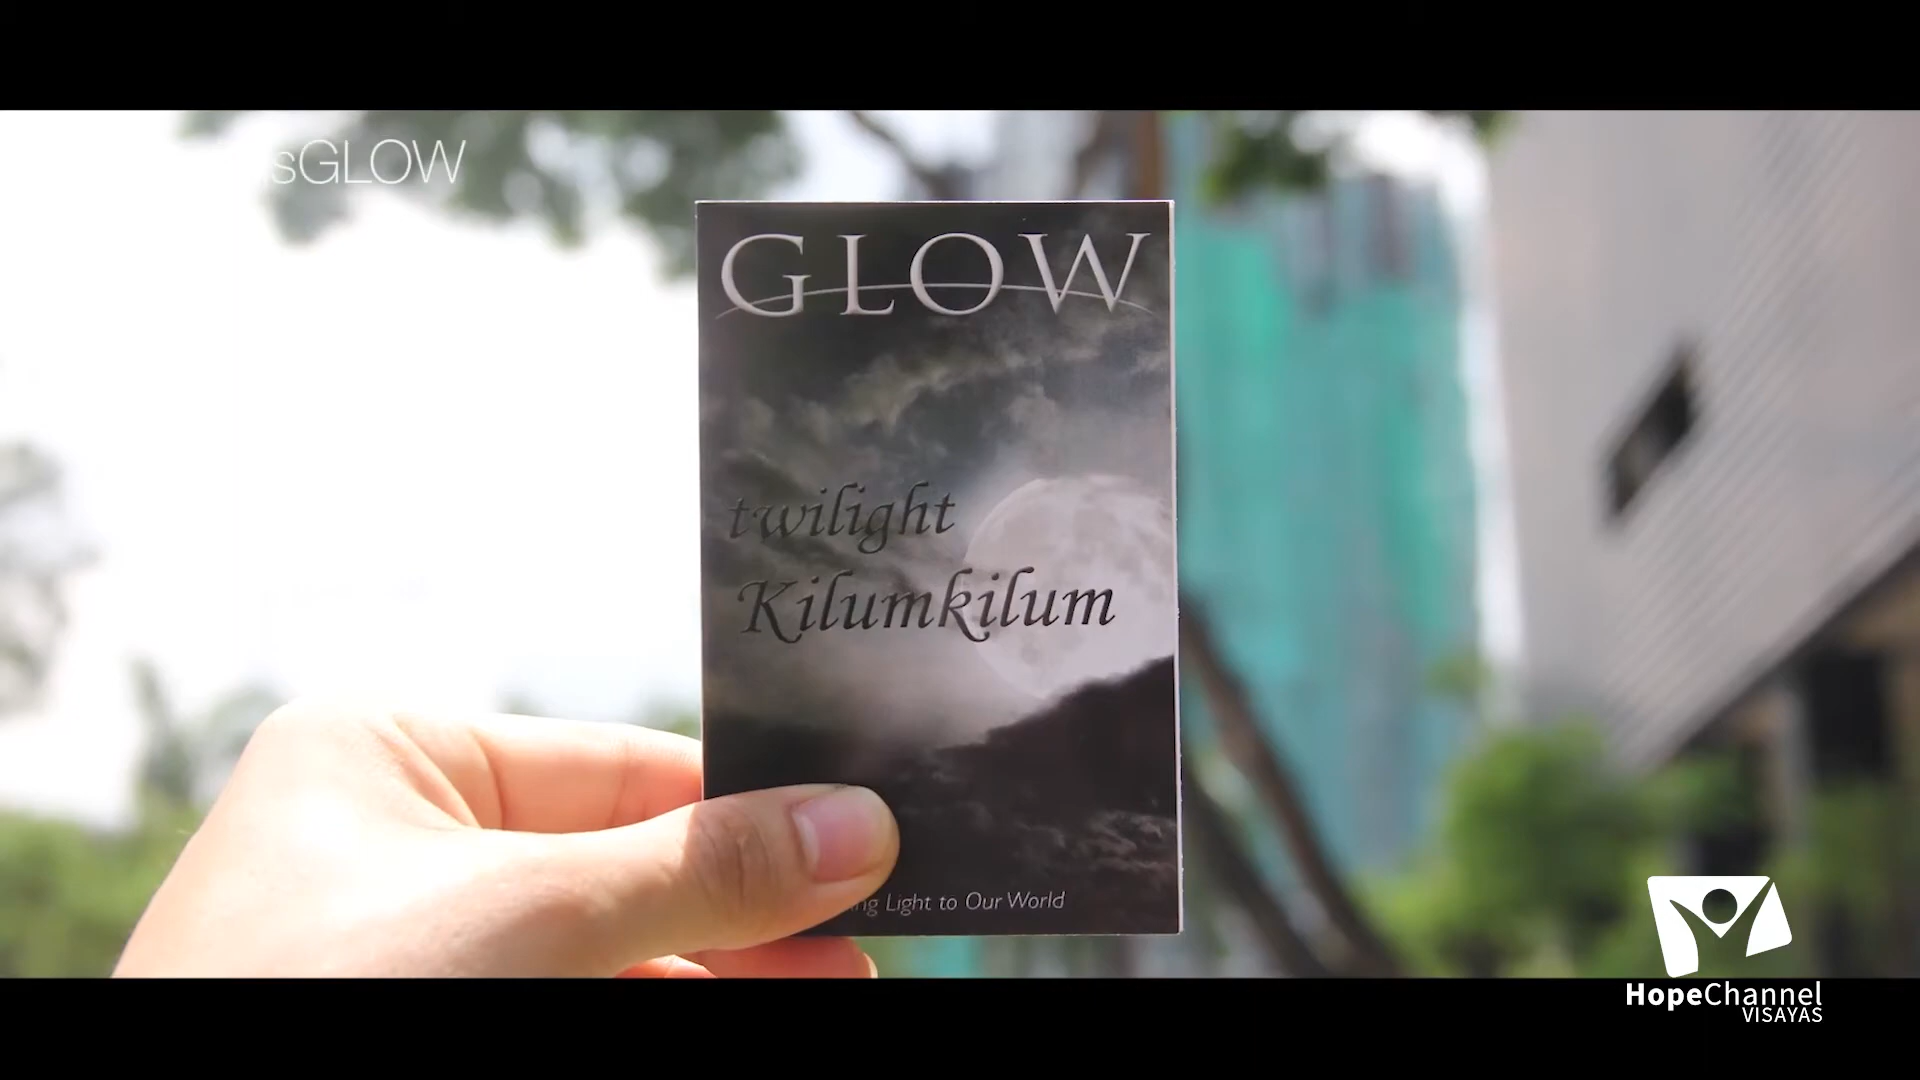 sGLOW
GLOW
twilight
Kilumkilum
Light to Our World
HopeChannel
VISAYAS